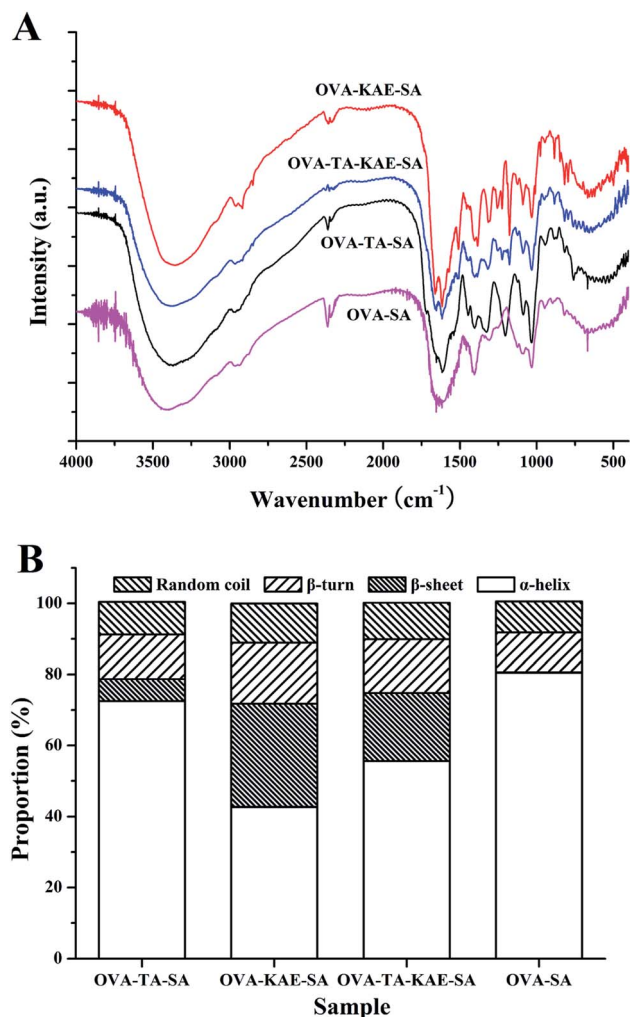 A
OVA-KAE-SA
OVA-TA-KAE-SA
OVA-TA-SA
OVA-SA
Intensity (a.u.)
4000 3500 3000 2500 2000 1500 1000 500
Wavenumber (cm⁻¹)
B
Random coil β-turn β-sheet α-helix
100
80
60
40
20
0
Proportion (%)
OVA-TA-SA OVA-KAE-SA OVA-TA-KAE-SA OVA-SA
Sample